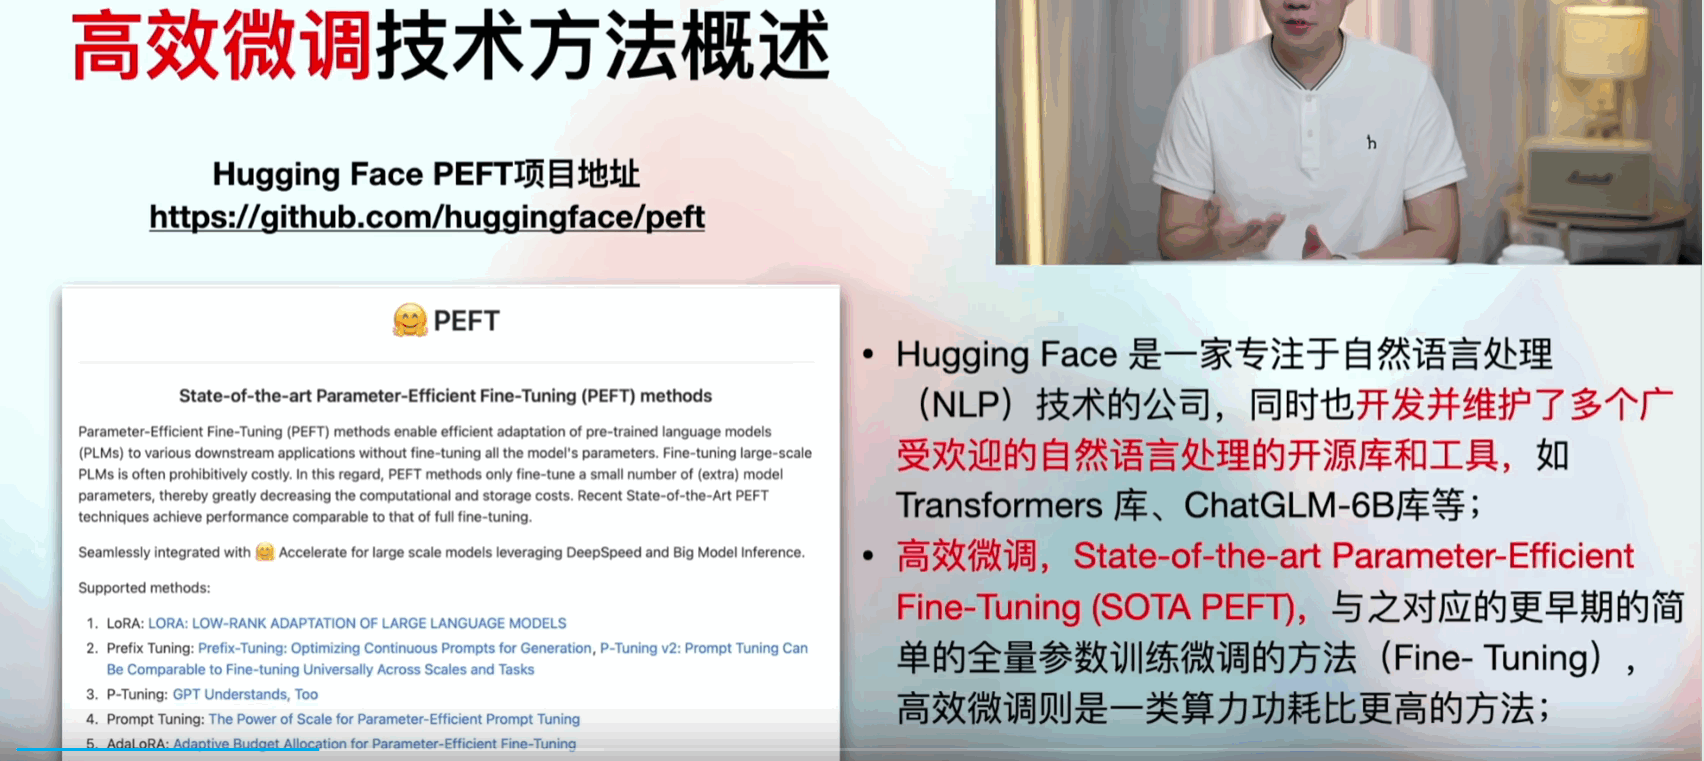 高效微调技术方法概述
Hugging Face PEFT项目地址
https://github.com/huggingface/peft
h
🤗 PEFT
State-of-the-art Parameter-Efficient Fine-Tuning (PEFT) methods
Parameter-Efficient Fine-Tuning (PEFT) methods enable efficient adaptation of pre-trained language models
(PLMs) to various downstream applications without fine-tuning all the model's parameters. Fine-tuning large-scale
PLMs is often prohibitively costly. In this regard, PEFT methods only fine-tune a small number of (extra) model
parameters, thereby greatly decreasing the computational and storage costs. Recent State-of-the-Art PEFT
techniques achieve performance comparable to that of full fine-tuning.
Seamlessly integrated with 🤗 Accelerate for large scale models leveraging DeepSpeed and Big Model Inference.
Supported methods:
1. LoRA: LORA: LOW-RANK ADAPTATION OF LARGE LANGUAGE MODELS
2. Prefix Tuning: Prefix-Tuning: Optimizing Continuous Prompts for Generation, P-Tuning v2: Prompt Tuning Can
Be Comparable to Fine-tuning Universally Across Scales and Tasks
3. P-Tuning: GPT Understands, Too
4. Prompt Tuning: The Power of Scale for Parameter-Efficient Prompt Tuning
5. AdaLoRA: Adaptive Budget Allocation for Parameter-Efficient Fine-Tuning
• Hugging Face 是一家专注于自然语言处理
（NLP）技术的公司，同时也开发并维护了多个广
受欢迎的自然语言处理的开源库和工具，如
Transformers 库、ChatGLM-6B库等；
• 高效微调，State-of-the-art Parameter-Efficient
Fine-Tuning (SOTA PEFT)，与之对应的更早期的简
单的全量参数训练微调的方法（Fine- Tuning），
高效微调则是一类算力功耗比更高的方法；